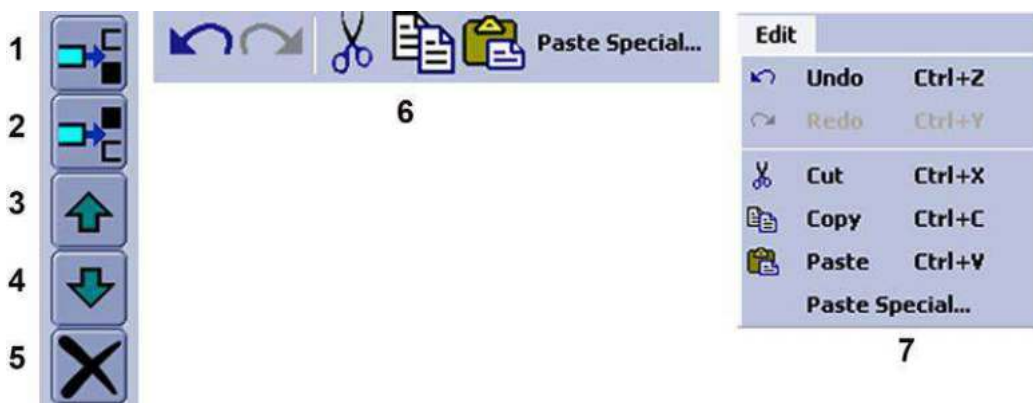 1
2
3
4
5
Paste Special...
6
Edit
Undo Ctrl+Z
Redo Ctrl+Y
Cut Ctrl+X
Copy Ctrl+C
Paste Ctrl+V
Paste Special...
7